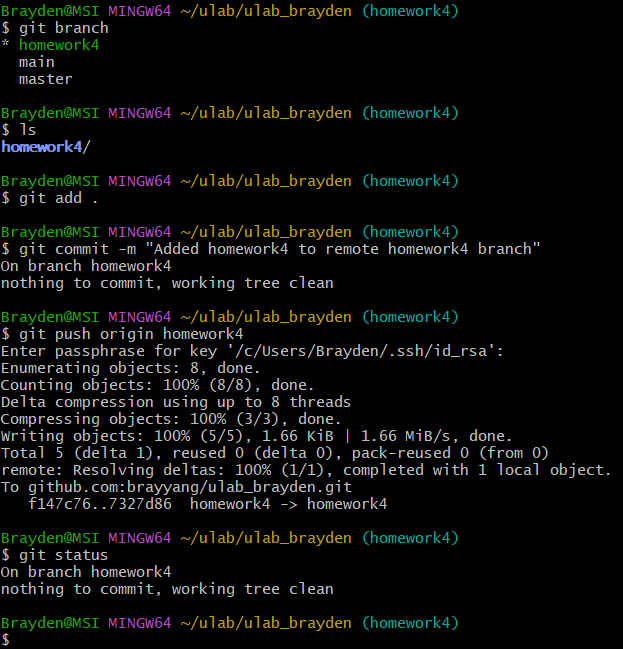 Brayden@MSI MINGW64 ~/ulab/ulab_brayden (homework4)
$ git branch
* homework4
  main
  master
Brayden@MSI MINGW64 ~/ulab/ulab_brayden (homework4)
$ ls
homework4/
Brayden@MSI MINGW64 ~/ulab/ulab_brayden (homework4)
$ git add .
Brayden@MSI MINGW64 ~/ulab/ulab_brayden (homework4)
$ git commit -m "Added homework4 to remote homework4 branch"
On branch homework4
nothing to commit, working tree clean
Brayden@MSI MINGW64 ~/ulab/ulab_brayden (homework4)
$ git push origin homework4
Enter passphrase for key '/c/Users/Brayden/.ssh/id_rsa':
Enumerating objects: 8, done.
Counting objects: 100% (8/8), done.
Delta compression using up to 8 threads
Compressing objects: 100% (3/3), done.
Writing objects: 100% (5/5), 1.66 KiB | 1.66 MiB/s, done.
Total 5 (delta 1), reused 0 (delta 0), pack-reused 0 (from 0)
remote: Resolving deltas: 100% (1/1), completed with 1 local object.
To github.com:brayyang/ulab_brayden.git
   f147c76..7327d86  homework4 -> homework4
Brayden@MSI MINGW64 ~/ulab/ulab_brayden (homework4)
$ git status
On branch homework4
nothing to commit, working tree clean
Brayden@MSI MINGW64 ~/ulab/ulab_brayden (homework4)
$